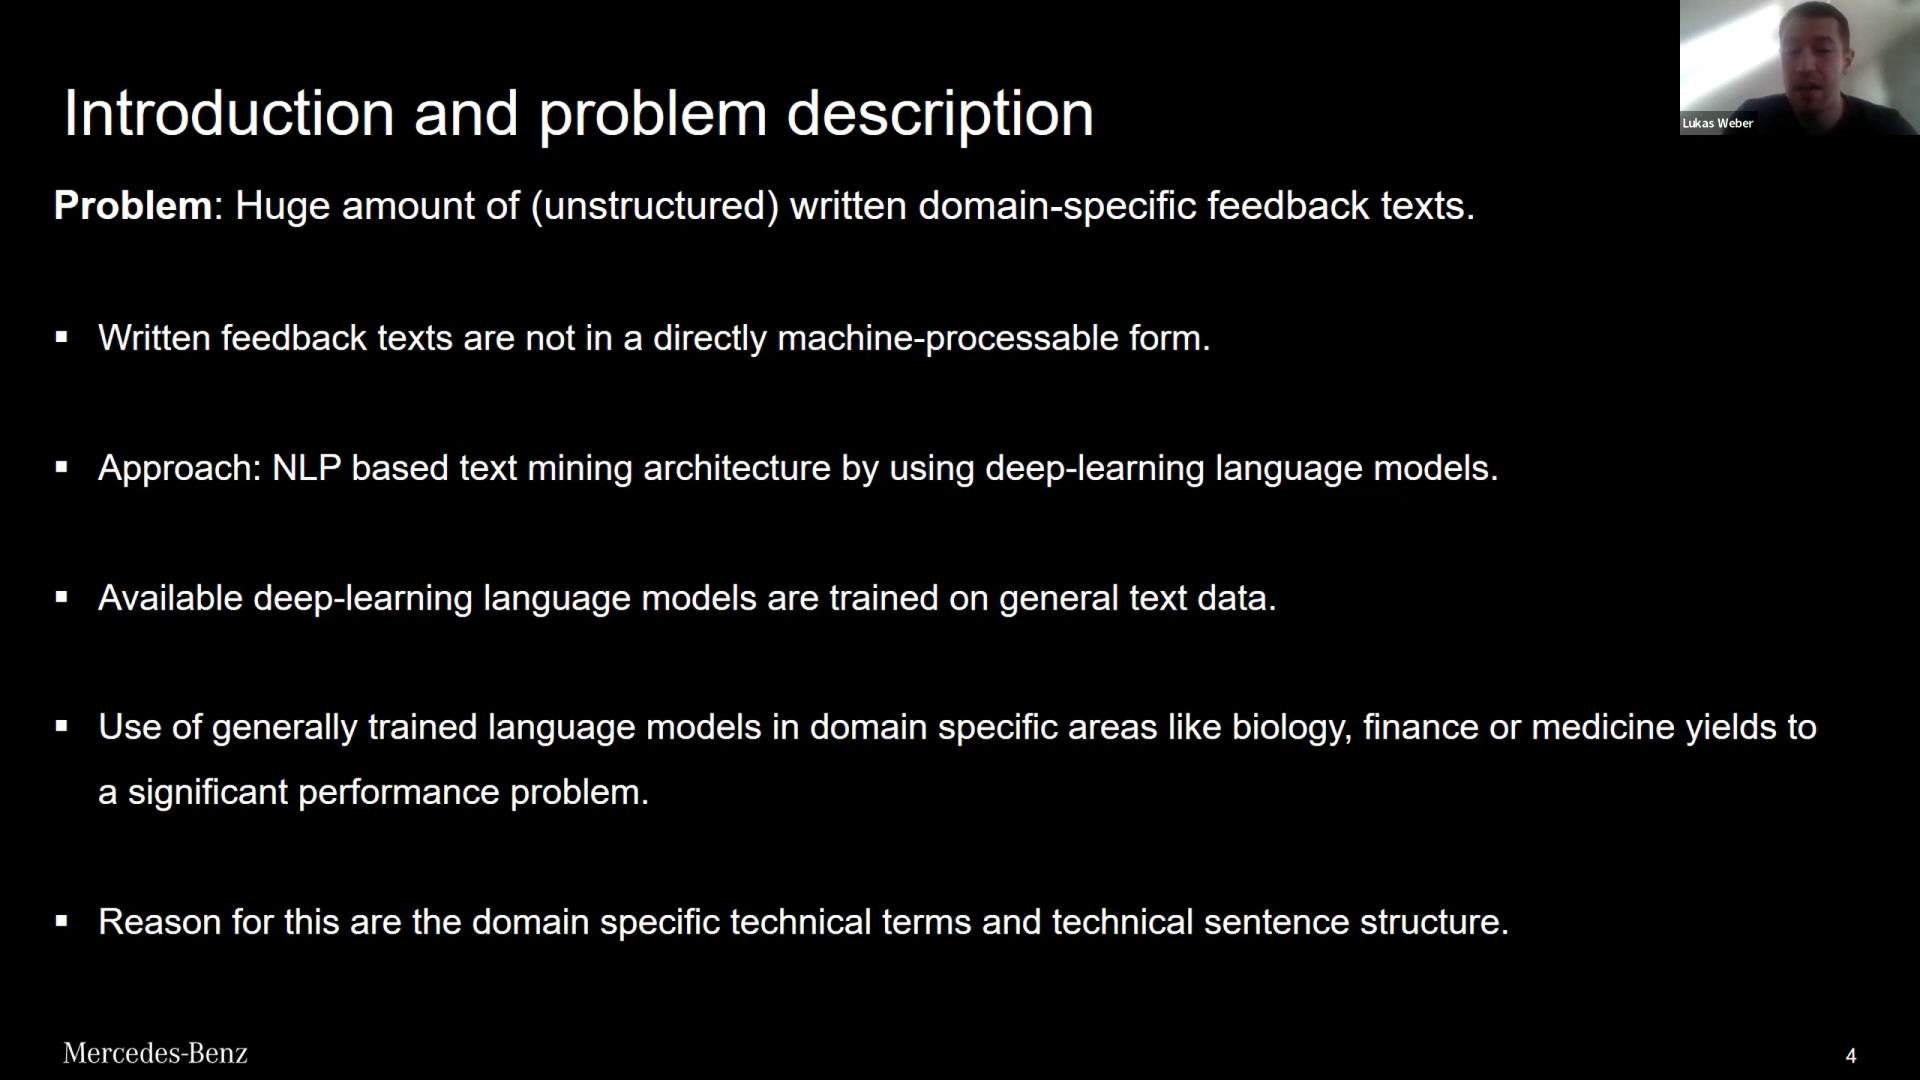 Introduction and problem description
Lukas Weber
Problem: Huge amount of (unstructured) written domain-specific feedback texts.
▪ Written feedback texts are not in a directly machine-processable form.
▪ Approach: NLP based text mining architecture by using deep-learning language models.
▪ Available deep-learning language models are trained on general text data.
▪ Use of generally trained language models in domain specific areas like biology, finance or medicine yields to
a significant performance problem.
▪ Reason for this are the domain specific technical terms and technical sentence structure.
Mercedes-Benz
4